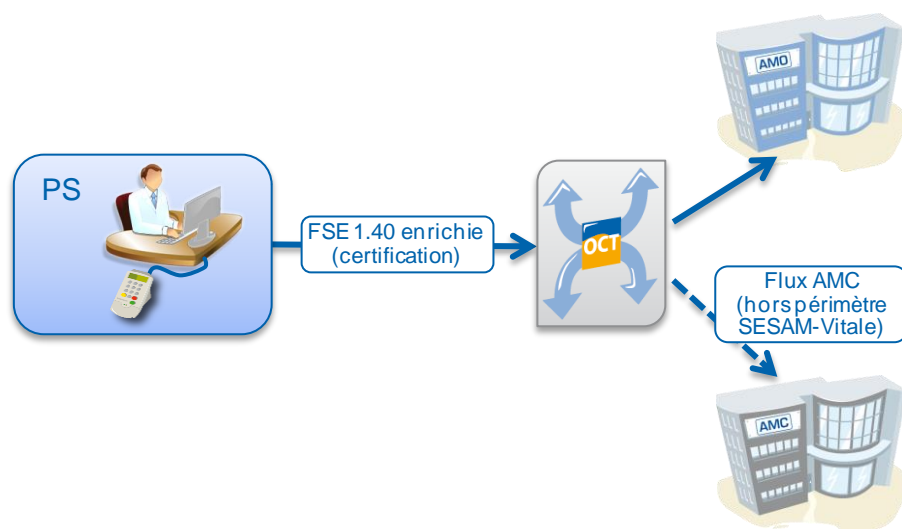 AMO
PS
FSE 1.40 enrichie
(certification)
OCT
Flux AMC
(hors périmètre
SESAM-Vitale)
AMC